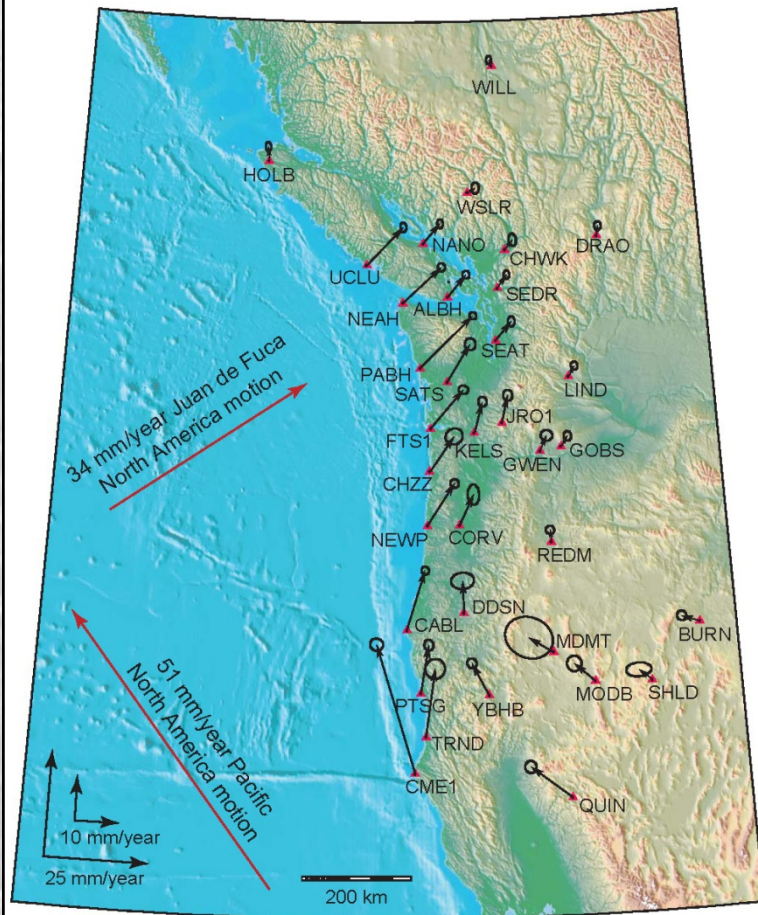 WILL
HOLB
WSLR
NANO
DRAO
CHWK
UCLU
SEDR
NEAH
ALBH
SEAT
PABH
SATS
LIND
34 mm/year Juan de Fuca
North America motion
FTS1
KELS
JRO1
GWEN
GOBS
CHZZ
NEWP
CORV
REDM
DDSN
CABL
BURN
MDMT
51 mm/year Pacific
North America motion
PTSG
YBHB
MODB
SHLD
TRND
CME1
QUIN
10 mm/year
25 mm/year
200 km